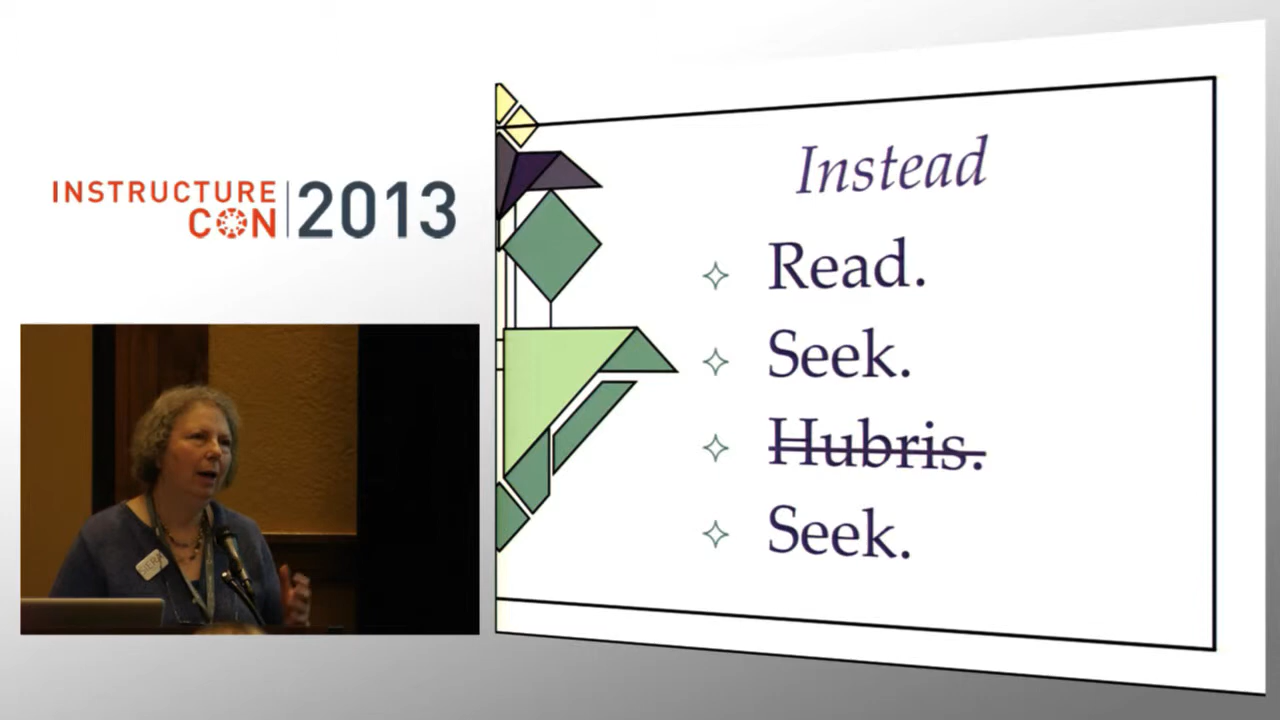 INSTRUCTURE
CON 2013
Instead
Read.
Seek.
Hubris.
Seek.